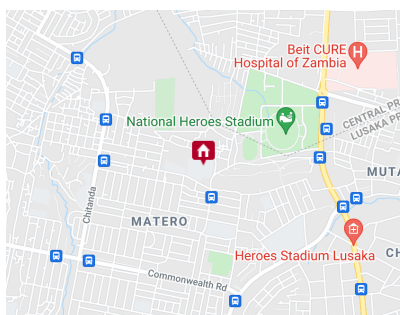 Beit CURE
Hospital of Zambia
H
National Heroes Stadium
CENTRAL PR
LUSAKA PR
MUTA
Chitanda
MATERO
Heroes Stadium Lusaka
CH
Commonwealth Rd